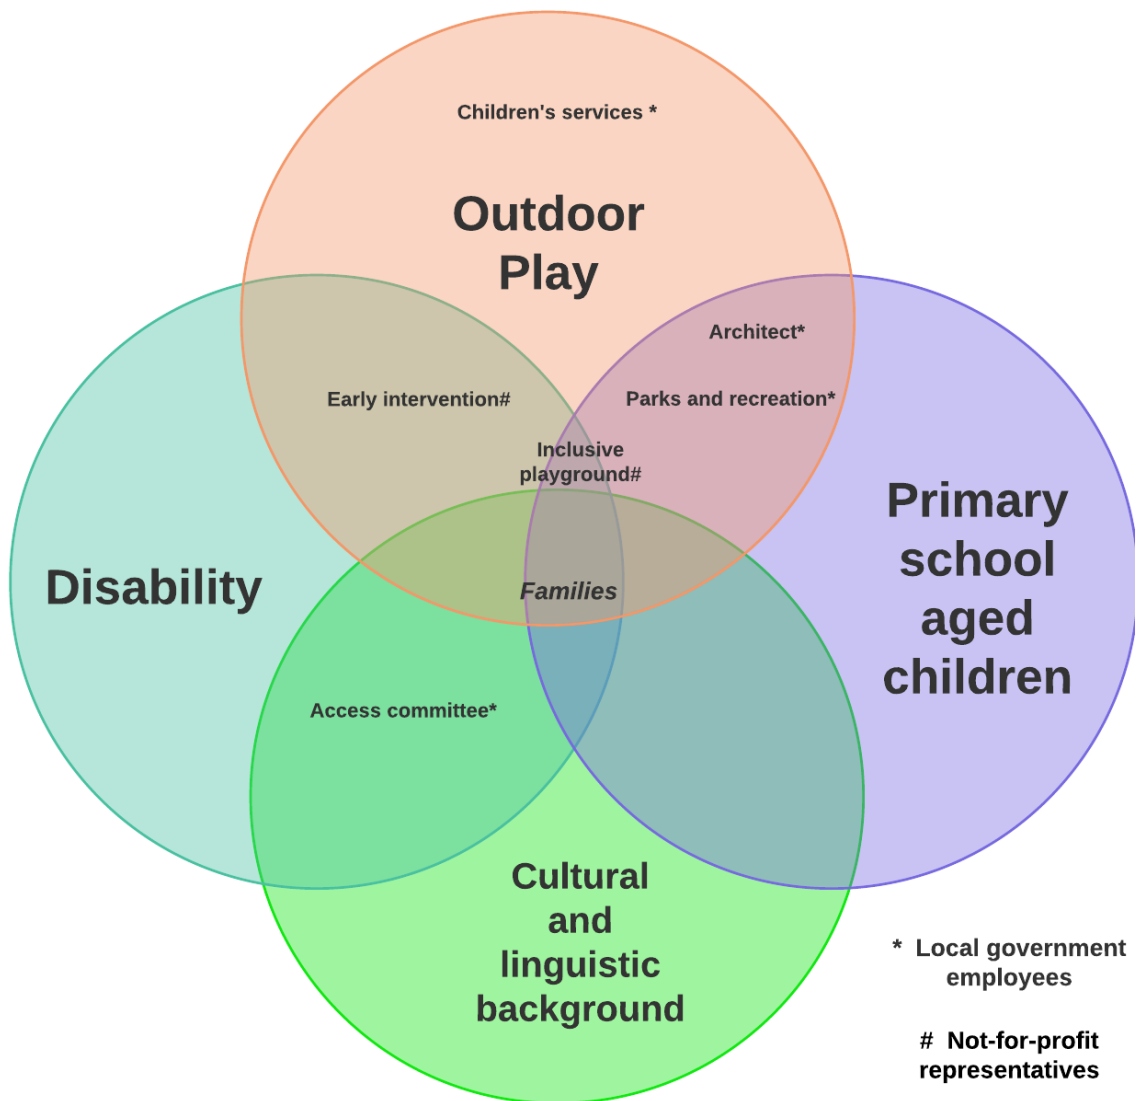 Children's services *
Outdoor
Play
Architect*
Early intervention#
Parks and recreation*
Inclusive
playground#
Primary
school
aged
children
Disability
Families
Access committee*
Cultural
and
linguistic
background
* Local government
employees
# Not-for-profit
representatives